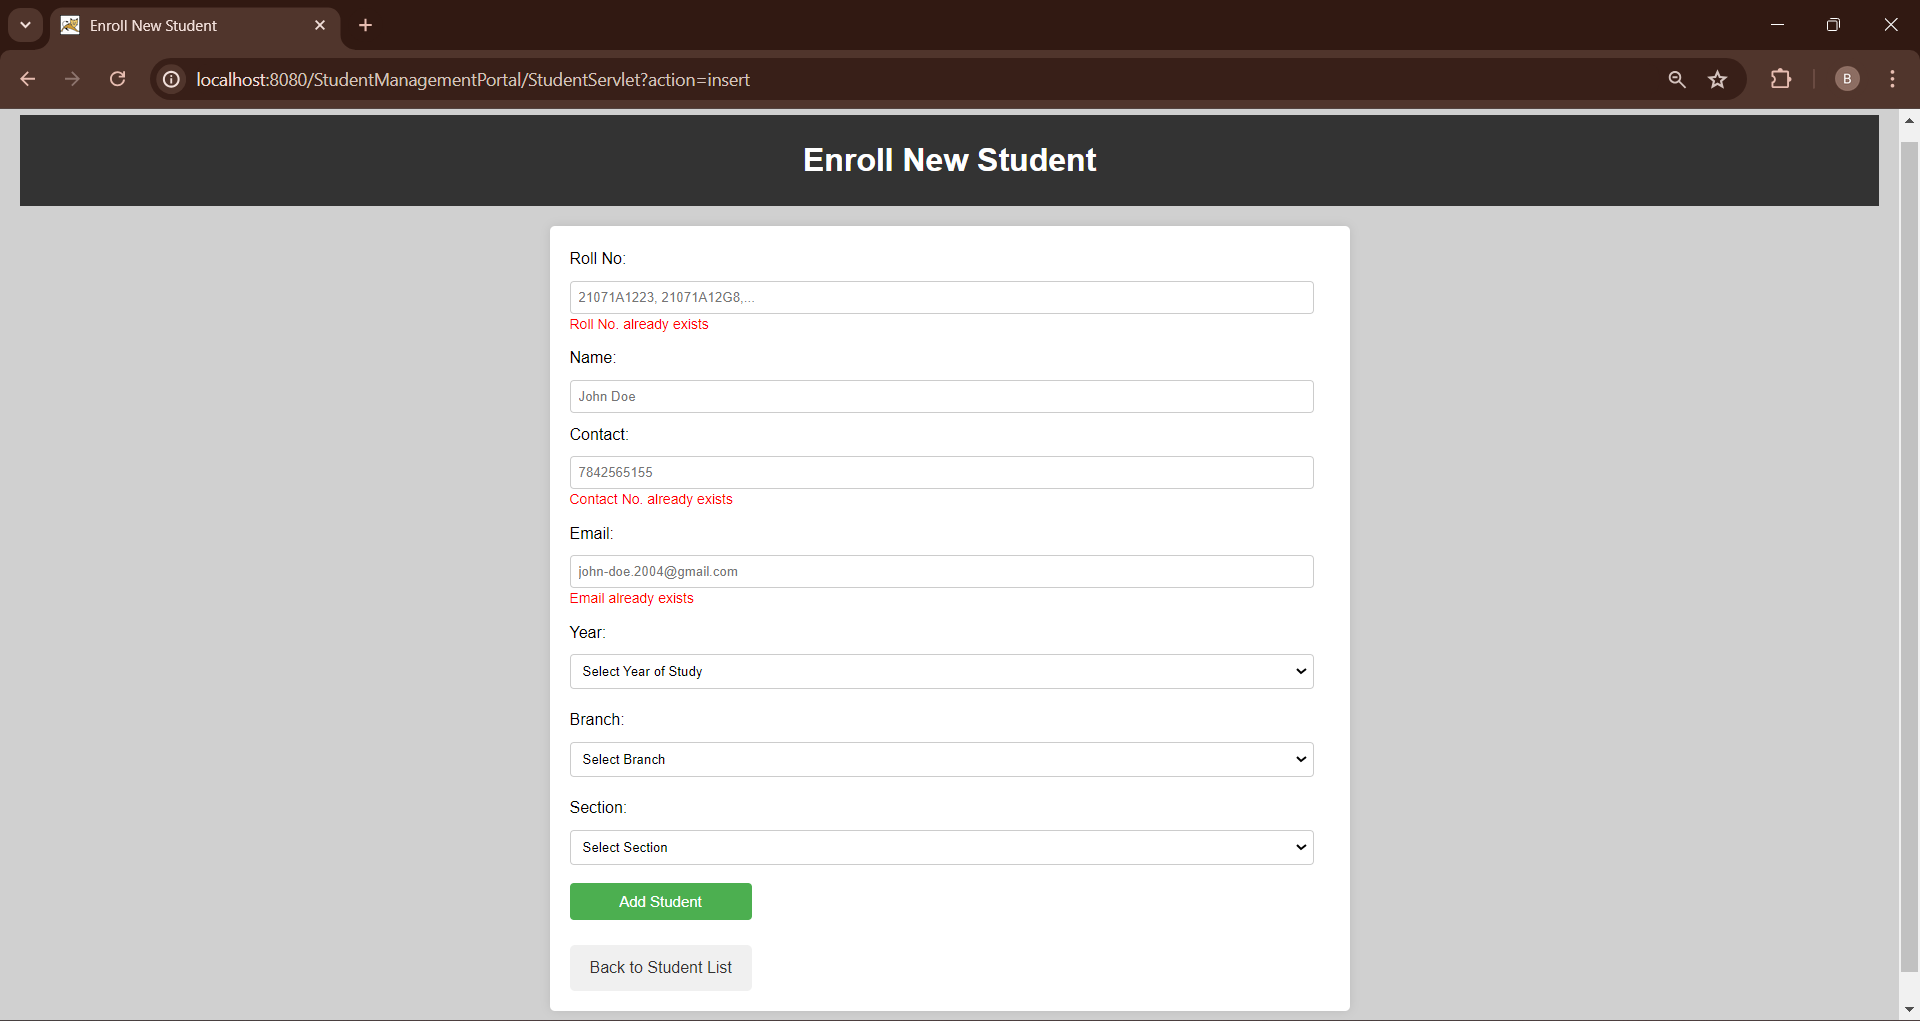 Enroll New Student
localhost:8080/StudentManagementPortal/StudentServlet?action=insert
B
Enroll New Student
Roll No:
21071A1223, 21071A12G8,...
Roll No. already exists
Name:
John Doe
Contact:
7842565155
Contact No. already exists
Email:
john-doe.2004@gmail.com
Email already exists
Year:
Select Year of Study
Branch:
Select Branch
Section:
Select Section
Add Student
Back to Student List